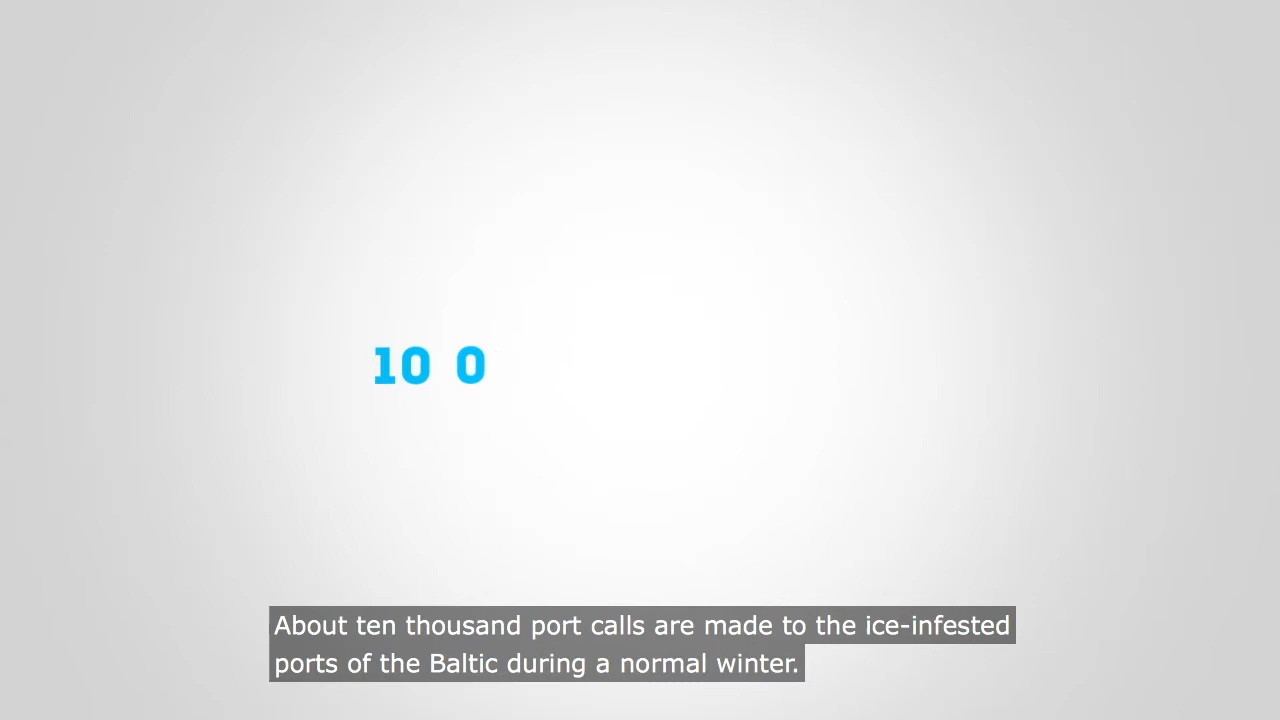 10 0
About ten thousand port calls are made to the ice-infested
ports of the Baltic during a normal winter.